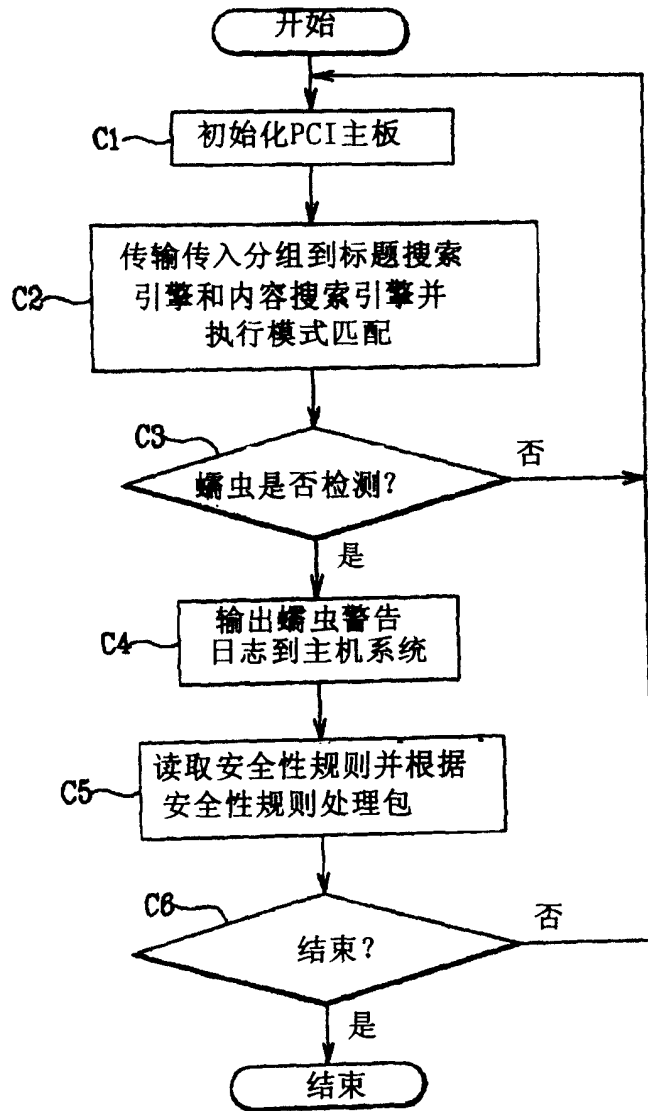 开始
C1
初始化PCI主板
传输传入分组到标题搜索
C2
引擎和内容搜索引擎并
执行模式匹配
C3
否
蠕虫是否检测？
是
输出蠕虫警告
C4
日志到主机系统
读取安全性规则并根据
C5
安全性规则处理包
C6
否
结束？
是
结束